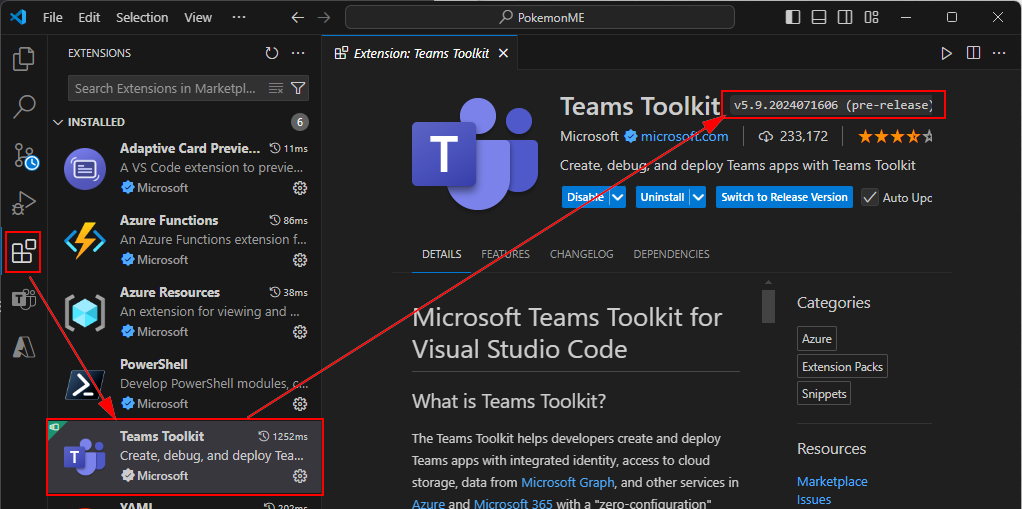 File Edit Selection View ··· PokemonME
EXTENSIONS
Search Extensions in Marketpl...
INSTALLED 6
Adaptive Card Previe... 11ms
A VS Code extension to previe...
Microsoft
Azure Functions 86ms
An Azure Functions extension f...
Microsoft
Azure Resources 38ms
An extension for viewing and ...
Microsoft
PowerShell
Develop PowerShell modules, c...
Microsoft
Teams Toolkit 1252ms
Create, debug, and deploy Tea...
Microsoft
YAML 202ms
Extension: Teams Toolkit
T
Teams Toolkit v5.9.2024071606 (pre-release)
Microsoft microsoft.com 233,172
Create, debug, and deploy Teams apps with Teams Toolkit
Disable Uninstall Switch to Release Version Auto Upd
DETAILS FEATURES CHANGELOG DEPENDENCIES
Microsoft Teams Toolkit for
Visual Studio Code
What is Teams Toolkit?
The Teams Toolkit helps developers create and deploy
Teams apps with integrated identity, access to cloud
storage, data from Microsoft Graph, and other services in
Azure and Microsoft 365 with a "zero-configuration"
Categories
Azure
Extension Packs
Snippets
Resources
Marketplace
Issues